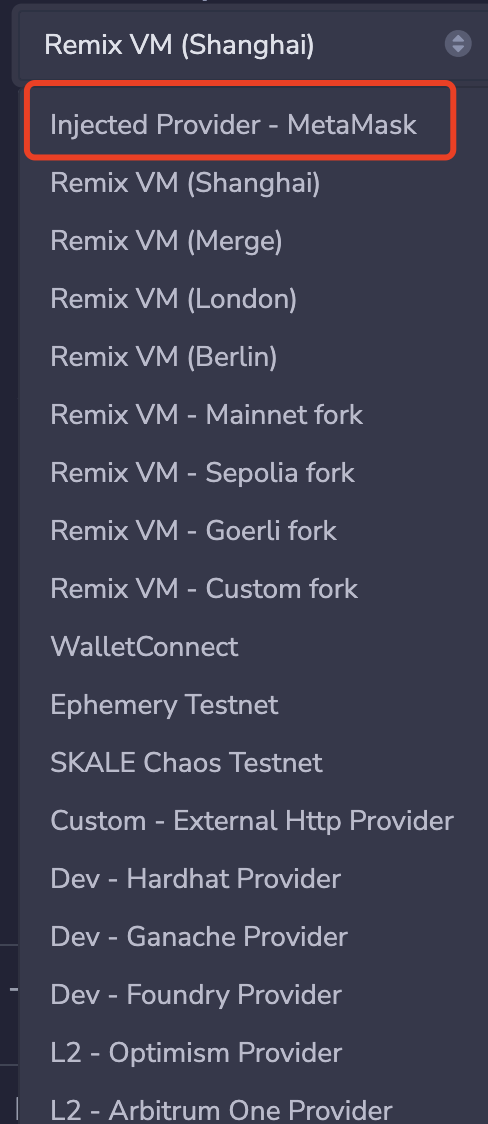 Remix VM (Shanghai)
Injected Provider - MetaMask
Remix VM (Shanghai)
Remix VM (Merge)
Remix VM (London)
Remix VM (Berlin)
Remix VM - Mainnet fork
Remix VM - Sepolia fork
Remix VM - Goerli fork
Remix VM - Custom fork
WalletConnect
Ephemery Testnet
SKALE Chaos Testnet
Custom - External Http Provider
Dev - Hardhat Provider
Dev - Ganache Provider
Dev - Foundry Provider
L2 - Optimism Provider
L2 - Arbitrum One Provider